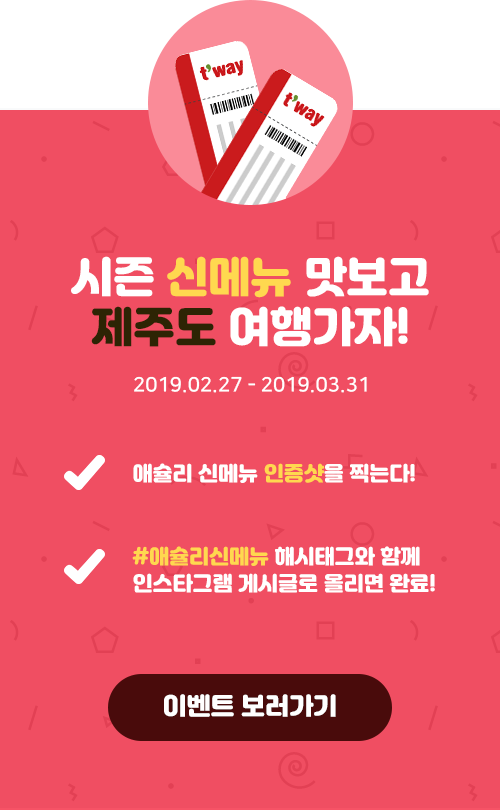 t'way
t'way
시즌 신메뉴 맛보고
제주도 여행가자!
2019.02.27 - 2019.03.31
애슐리 신메뉴 인증샷을 찍는다!
#애슐리신메뉴 해시태그와 함께
인스타그램 게시글로 올리면 완료!
이벤트 보러가기